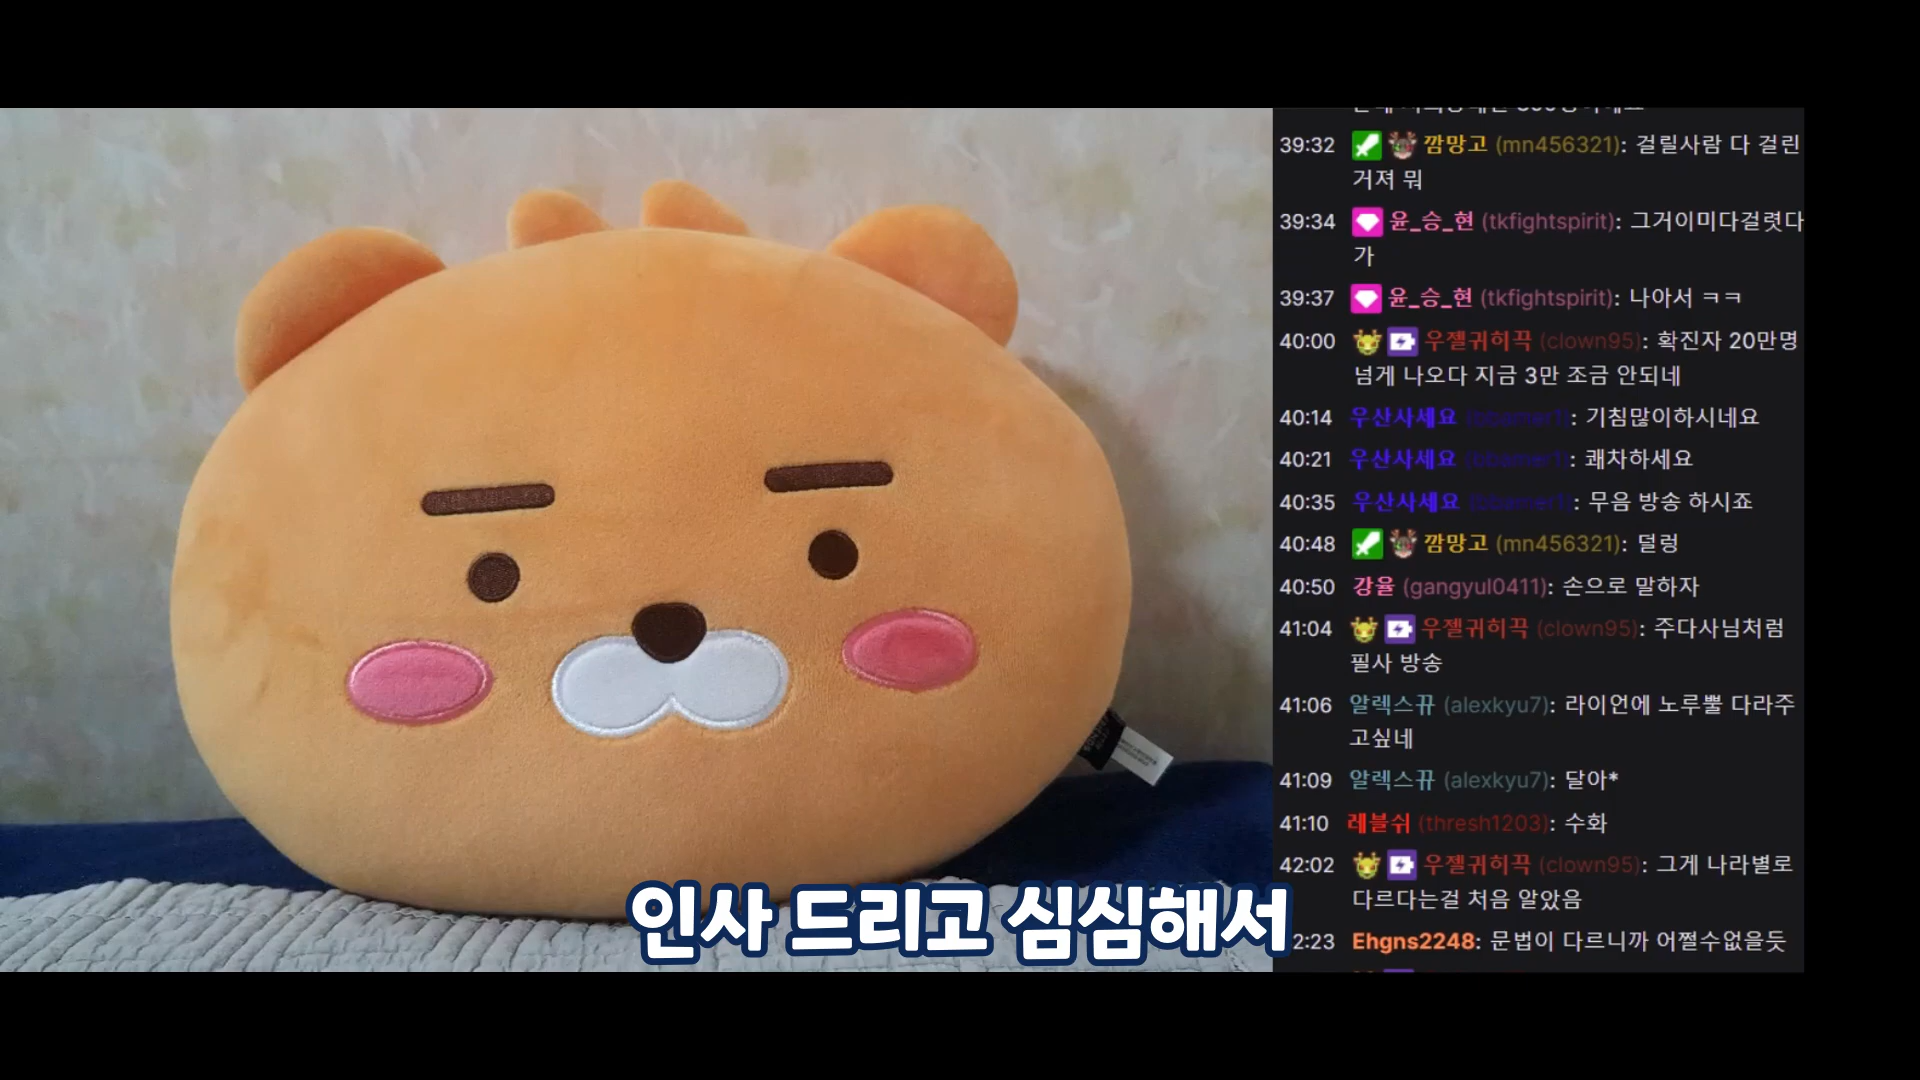 39:32 깜망고 (mn456321): 걸릴사람 다 걸린
거져 뭐
39:34 윤_승_현 (tkfightspirit): 그거이미다걸렷다
가
39:37 윤_승_현 (tkfightspirit): 나아서 ㅋㅋ
40:00 우젤귀히끅 (clown95): 확진자 20만명
넘게 나오다 지금 3만 조금 안되네
40:14 우산사세요 : 기침많이하시네요
40:21 우산사세요 : 쾌차하세요
40:35 우산사세요 : 무음 방송 하시죠
40:48 깜망고 (mn456321): 덜렁
40:50 강율 (gangyul0411): 손으로 말하자
41:04 우젤귀히끅 (clown95): 주다사님처럼
필사 방송
41:06 알렉스뀨 (alexkyu7): 라이언에 노루뿔 다라주
고싶네
41:09 알렉스뀨 (alexkyu7): 달아*
41:10 레블쉬 (thresh1203): 수화
42:02 우젤귀히끅 (clown95): 그게 나라별로
다르다는걸 처음 알았음
2:23 Ehgns2248: 문법이 다르니까 어쩔수없을듯
인사 드리고 심심해서